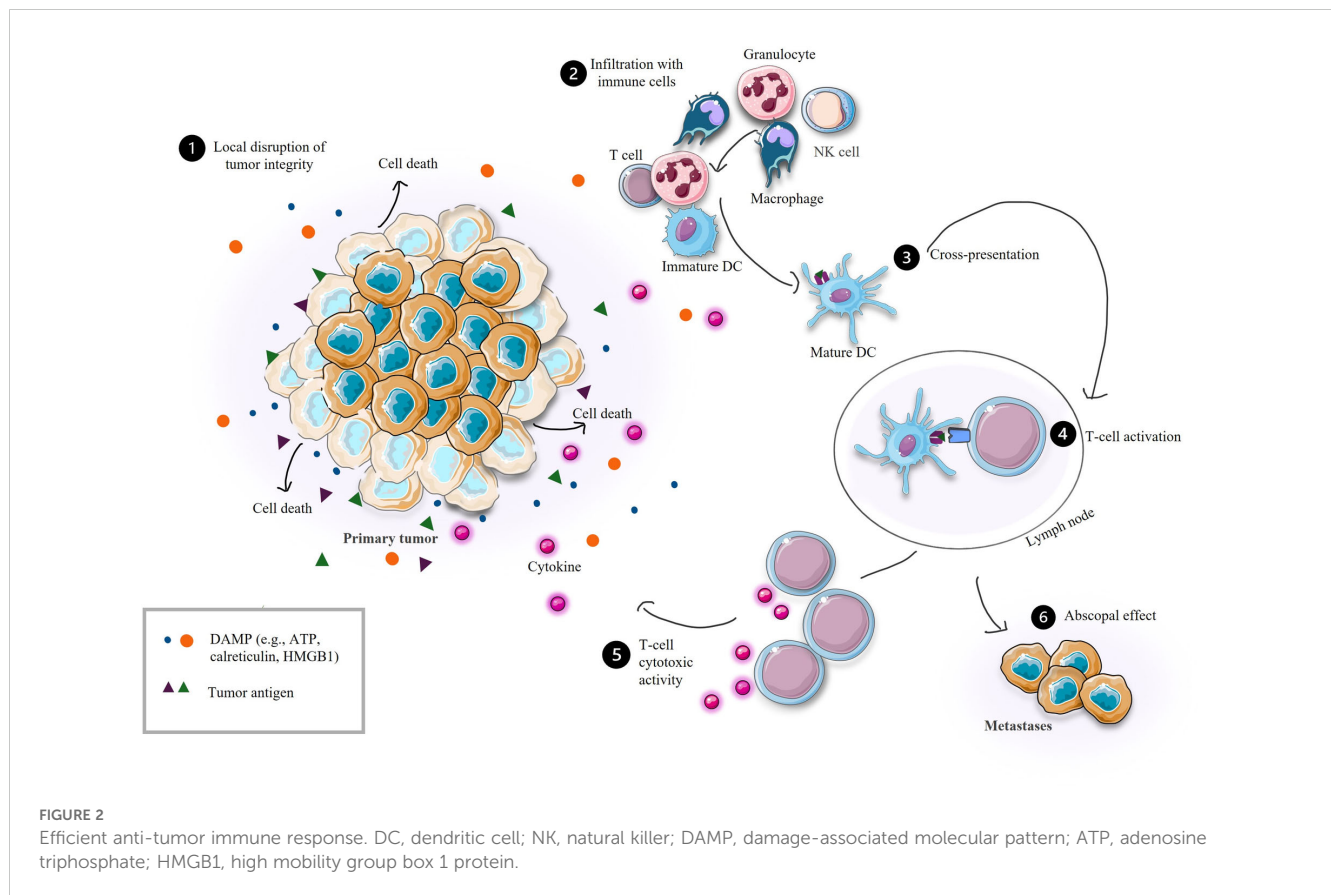 1 Local disruption of
tumor integrity
Cell death
2 Infiltration with
immune cells
Granulocyte
NK cell
T cell
Macrophage
Immature DC
3 Cross-presentation
Mature DC
Cell death
Cell death
Primary tumor
Cytokine
4 T-cell activation
Lymph node
5 T-cell
cytotoxic
activity
6 Abscopal effect
Metastases
DAMP (e.g., ATP,
calreticulin, HMGB1)
Tumor antigen
FIGURE 2
Efficient anti-tumor immune response. DC, dendritic cell; NK, natural killer; DAMP, damage-associated molecular pattern; ATP, adenosine
triphosphate; HMGB1, high mobility group box 1 protein.